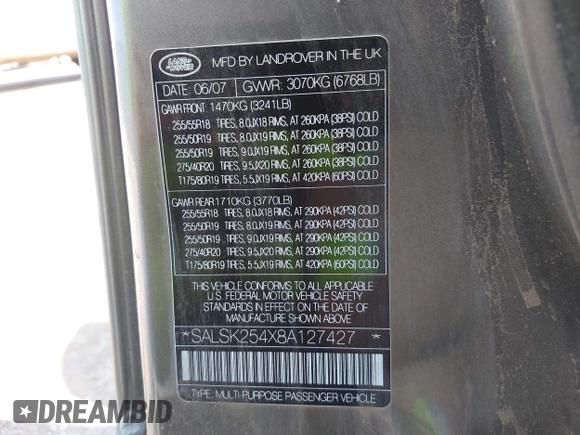 LAND ROVER
MFD BY LANDROVER IN THE UK
DATE: 06/07 GVWR: 3070KG (6768LB)
GAWR FRONT: 1470KG (3241LB)
255/55R18 TIRES, 8.0JX18 RIMS, AT 260KPA (38PSI) COLD
255/50R19 TIRES, 8.0JX19 RIMS, AT 260KPA (38PSI) COLD
255/50R19 TIRES, 9.0JX19 RIMS, AT 260KPA (38PSI) COLD
275/40R20 TIRES, 9.5JX20 RIMS, AT 260KPA (38PSI) COLD
T175/80R19 TIRES, 5.5JX19 RIMS, AT 420KPA (60PSI) COLD
GAWR REAR 1710KG (3770LB)
255/55R18 TIRES, 8.0JX18 RIMS, AT 290KPA (42PSI) COLD
255/50R19 TIRES, 8.0JX19 RIMS, AT 290KPA (42PSI) COLD
255/50R19 TIRES, 9.0JX19 RIMS, AT 290KPA (42PSI) COLD
275/40R20 TIRES, 9.5JX20 RIMS, AT 290KPA (42PSI) COLD
T175/80R19 TIRES, 5.5JX19 RIMS, AT 420KPA (60PSI) COLD
THIS VEHICLE CONFORMS TO ALL APPLICABLE
U.S. FEDERAL MOTOR VEHICLE SAFETY
STANDARDS IN EFFECT ON THE DATE OF
MANUFACTURE SHOWN ABOVE
*SALSK254X8A127427*
TYPE: MULTI-PURPOSE PASSENGER VEHICLE
DREAMBID